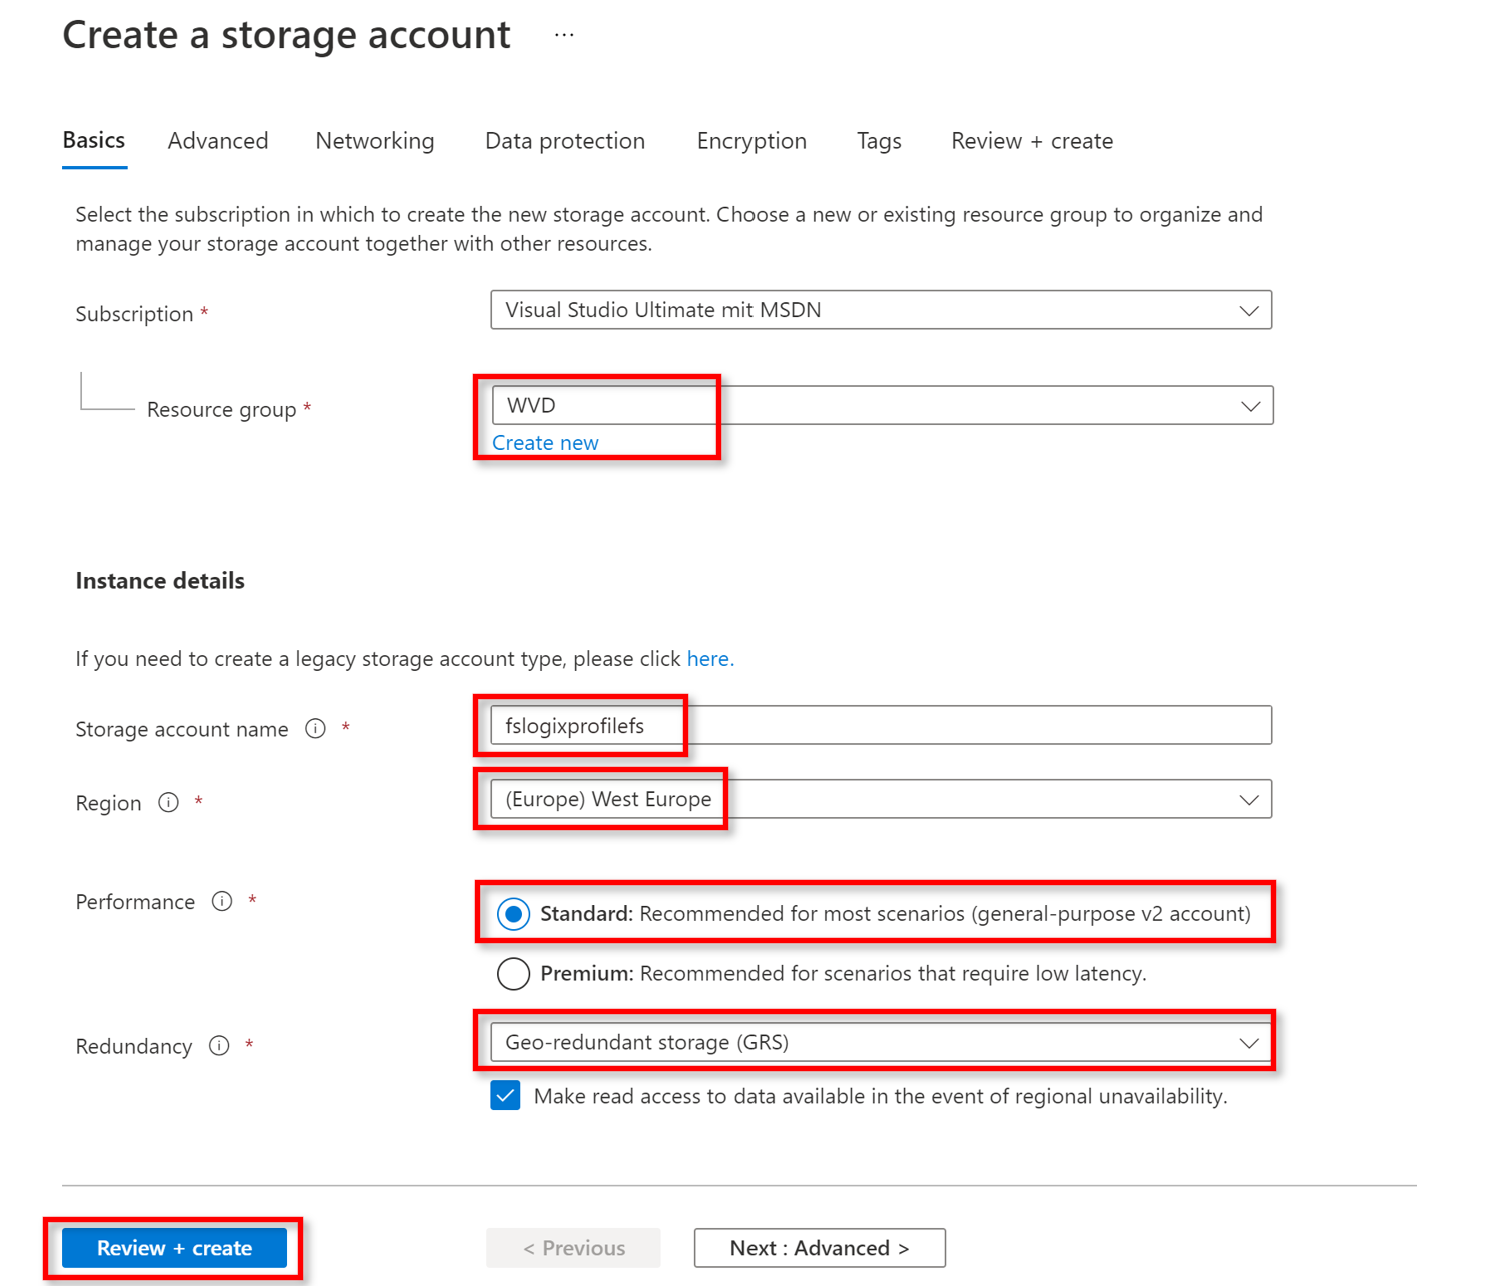 Create a storage account ...
Basics Advanced Networking Data protection Encryption Tags Review + create
Select the subscription in which to create the new storage account. Choose a new or existing resource group to organize and
manage your storage account together with other resources.
Subscription * Visual Studio Ultimate mit MSDN
Resource group * WVD
Create new
Instance details
If you need to create a legacy storage account type, please click here.
Storage account name * fslogixprofilefs
Region * (Europe) West Europe
Performance * Standard: Recommended for most scenarios (general-purpose v2 account)
Premium: Recommended for scenarios that require low latency.
Redundancy * Geo-redundant storage (GRS)
Make read access to data available in the event of regional unavailability.
Review + create < Previous Next : Advanced >